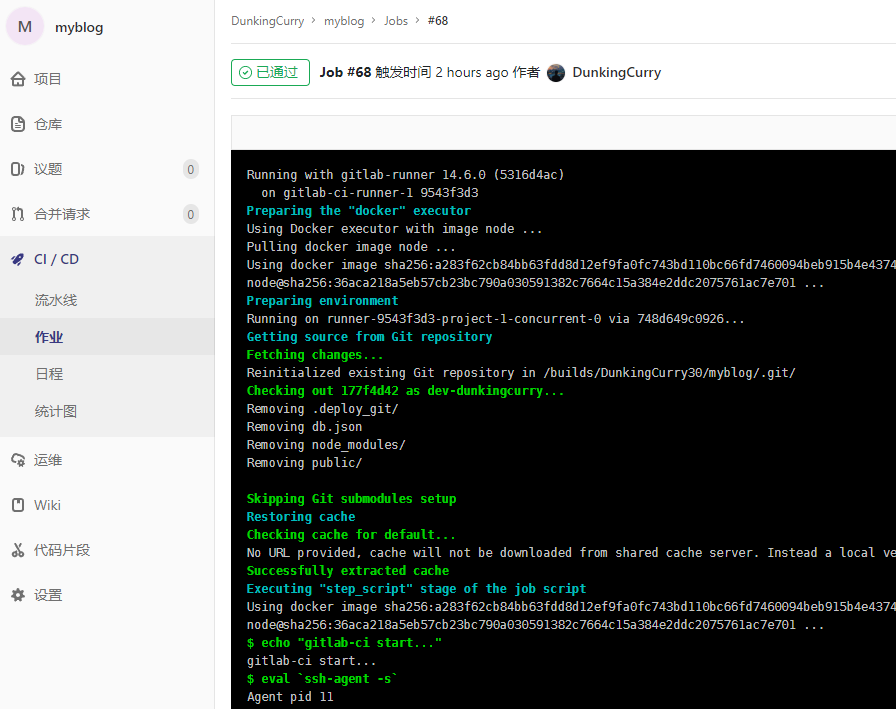 M myblog
项目
仓库
议题 0
合并请求 0
CI / CD
流水线
作业
日程
统计图
运维
Wiki
代码片段
设置
DunkingCurry > myblog > Jobs > #68
已通过 Job #68 触发时间 2 hours ago 作者 DunkingCurry
Running with gitlab-runner 14.6.0 (5316d4ac)
on gitlab-ci-runner-1 9543f3d3
Preparing the "docker" executor
Using Docker executor with image node ...
Pulling docker image node ...
Using docker image sha256:a283f62cb84bb63fdd8d12ef9fa0fc743bd110bc66fd7460094beb915b4e4374
node@sha256:36aca218a5eb57cb23bc790a030591382c7664c15a384e2ddc2075761ac7e701 ...
Preparing environment
Running on runner-9543f3d3-project-1-concurrent-0 via 748d649c0926...
Getting source from Git repository
Fetching changes...
Reinitialized existing Git repository in /builds/DunkingCurry30/myblog/.git/
Checking out 177f4d42 as dev-dunkingcurry...
Removing .deploy_git/
Removing db.json
Removing node_modules/
Removing public/
Skipping Git submodules setup
Restoring cache
Checking cache for default...
No URL provided, cache will not be downloaded from shared cache server. Instead a local ve
Successfully extracted cache
Executing "step_script" stage of the job script
Using docker image sha256:a283f62cb84bb63fdd8d12ef9fa0fc743bd110bc66fd7460094beb915b4e4374
node@sha256:36aca218a5eb57cb23bc790a030591382c7664c15a384e2ddc2075761ac7e701 ...
$ echo "gitlab-ci start..."
gitlab-ci start...
$ eval `ssh-agent -s`
Agent pid 11